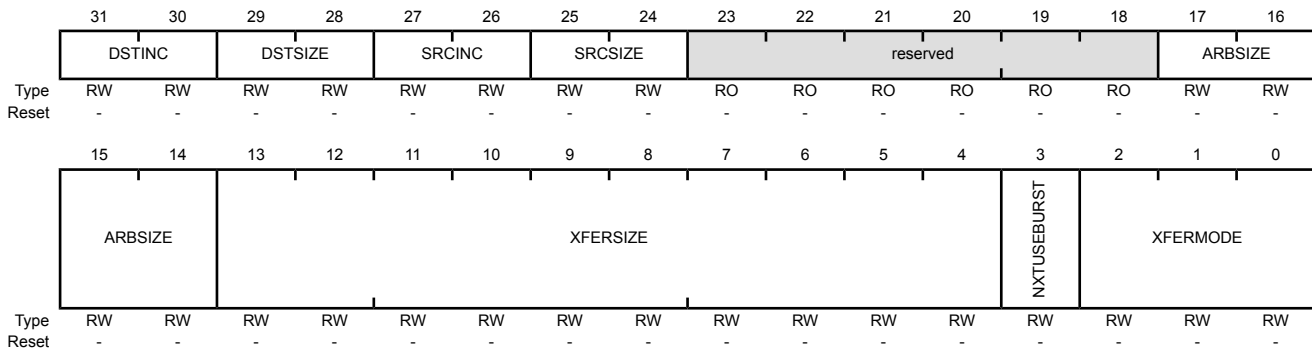 31 30 29 28 27 26 25 24 23 22 21 20 19 18 17 16
DSTINC DSTSIZE SRCINC SRCSIZE reserved ARBSIZE
Type RW RW RW RW RW RW RW RW RO RO RO RO RO RO RW RW
Reset - - - - - - - - - - - - - - - -
15 14 13 12 11 10 9 8 7 6 5 4 3 2 1 0
ARBSIZE XFERSIZE NXTUSEBURST XFERMODE
Type RW RW RW RW RW RW RW RW RW RW RW RW RW RW RW RW
Reset - - - - - - - - - - - - - - - -